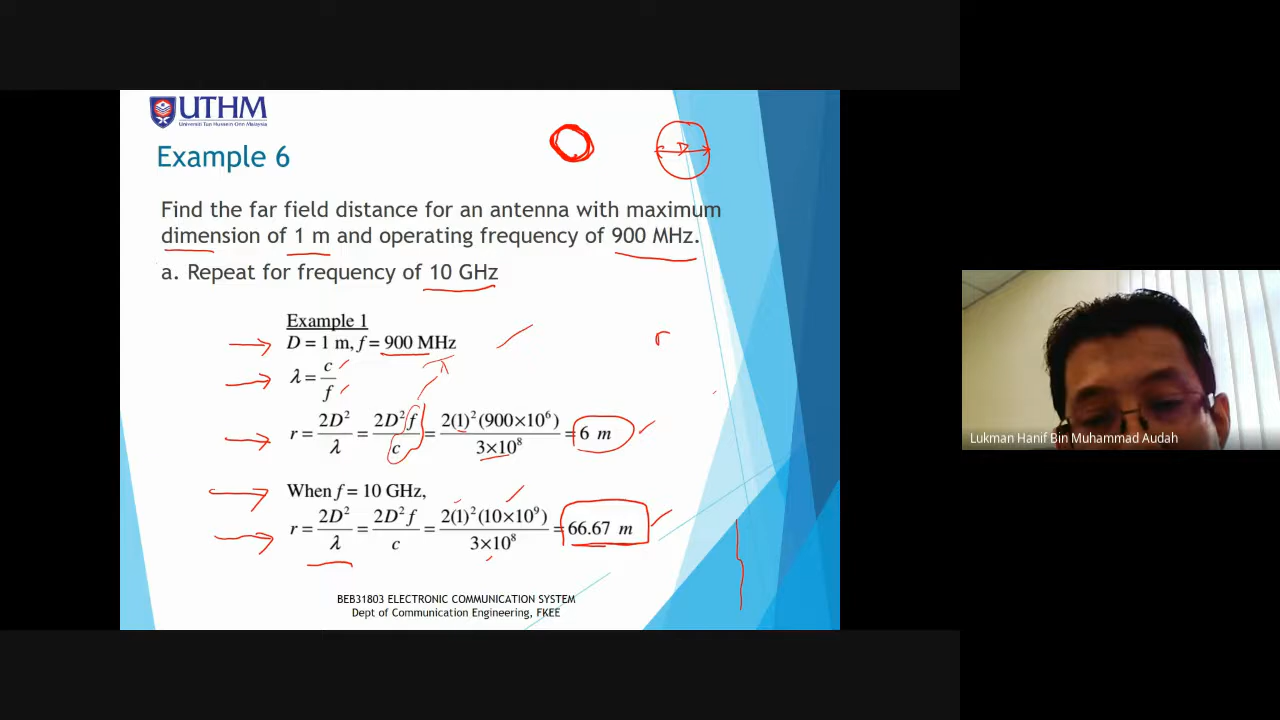 UTHM
Universiti Tun Hussein Onn Malaysia
Example 6
D
Find the far field distance for an antenna with maximum
dimension of 1 m and operating frequency of 900 MHz.
a. Repeat for frequency of 10 GHz
Example 1
D = 1 m, f = 900 MHz
r
λ = c/f
λ
r = 2D²/λ = 2D²f/c = 2(1)²(900×10⁶)/3×10⁸ = 6 m
When f = 10 GHz,
r = 2D²/λ = 2D²f/c = 2(1)²(10×10⁹)/3×10⁸ = 66.67 m
BEB31803 ELECTRONIC COMMUNICATION SYSTEM
Dept of Communication Engineering, FKEE
Lukman Hanif Bin Muhammad Audah